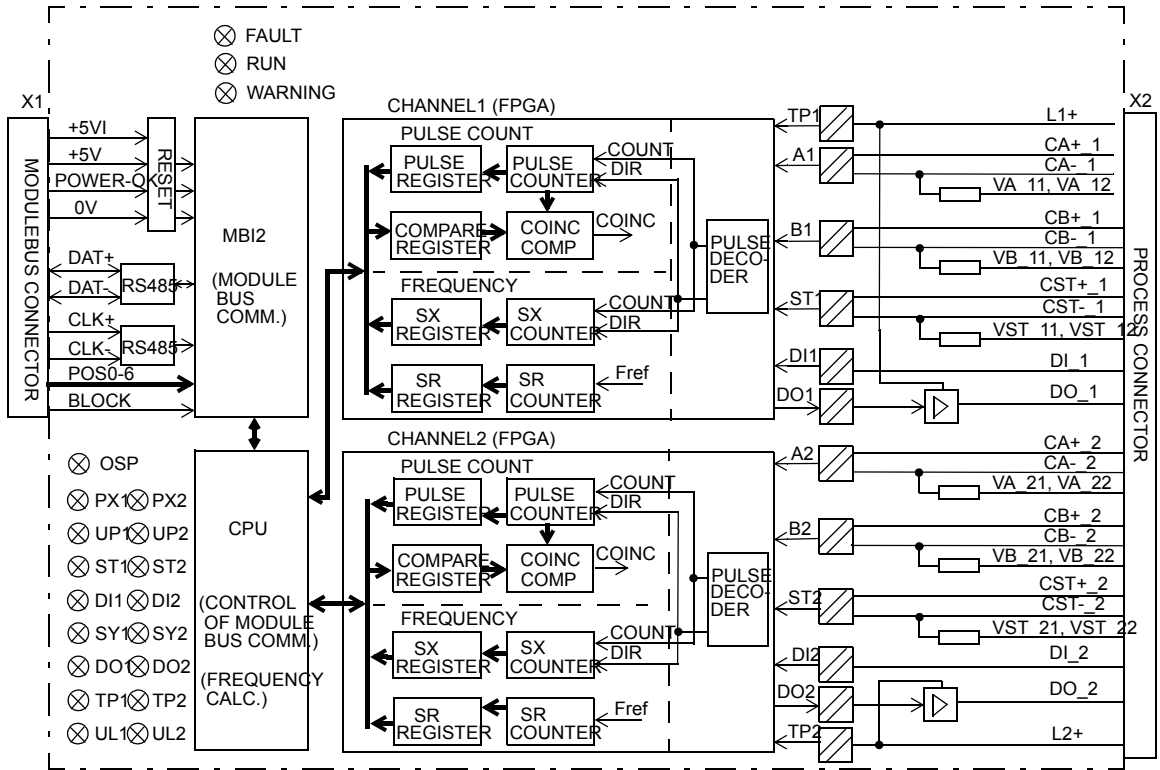 FAULT
RUN
WARNING
X1
MODULEBUS CONNECTOR
+5VI
+5V
POWER-OK
0V
DAT+
DAT-
CLK+
CLK-
POS0-6
BLOCK
RESET
RS485
RS485
MBI2
(MODULE
BUS
COMM.)
CPU
(CONTROL
OF MODULE
BUS COMM.)
(FREQUENCY
CALC.)
OSP
PX1 PX2
UP1 UP2
ST1 ST2
DI1 DI2
SY1 SY2
DO1 DO2
TP1 TP2
UL1 UL2
CHANNEL1 (FPGA)
PULSE COUNT
PULSE
REGISTER
PULSE
COUNTER
COUNT
DIR
COMPARE
REGISTER
COINC
COMP
COINC
FREQUENCY
SX
REGISTER
SX
COUNTER
COUNT
DIR
SR
REGISTER
SR
COUNTER
Fref
PULSE
DECO-
DER
CHANNEL2 (FPGA)
PULSE COUNT
PULSE
REGISTER
PULSE
COUNTER
COUNT
DIR
COMPARE
REGISTER
COINC
COMP
COINC
FREQUENCY
SX
REGISTER
SX
COUNTER
COUNT
DIR
SR
REGISTER
SR
COUNTER
Fref
PULSE
DECO-
DER
TP1
A1
B1
ST1
DI1
DO1
A2
B2
ST2
DI2
DO2
TP2
L1+
CA+_1
CA-_1
VA_11, VA_12
CB+_1
CB-_1
VB_11, VB_12
CST+_1
CST-_1
VST_11, VST_12
DI_1
DO_1
CA+_2
CA-_2
VA_21, VA_22
CB+_2
CB-_2
VB_21, VB_22
CST+_2
CST-_2
VST_21, VST_22
DI_2
DO_2
L2+
X2
PROCESS CONNECTOR